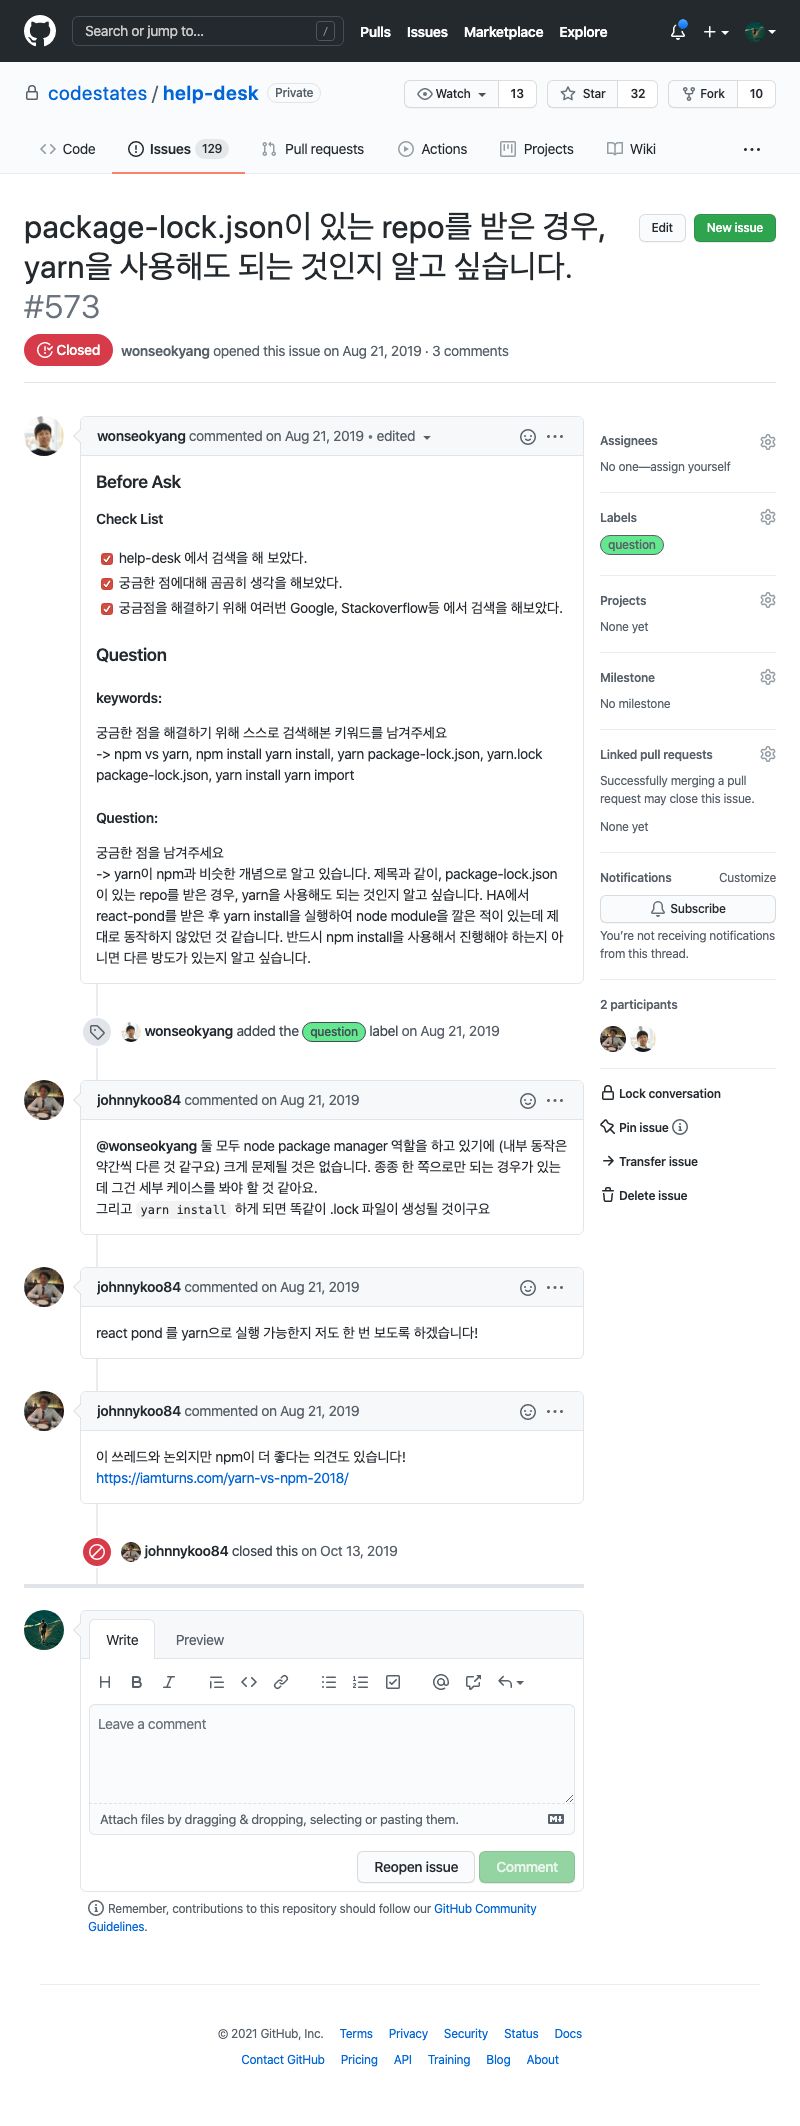 Search or jump to... /
Pulls Issues Marketplace Explore
codestates / help-desk Private
Watch 13 Star 32 Fork 10
Code Issues 129 Pull requests Actions Projects Wiki
package-lock.json이 있는 repo를 받은 경우,
yarn을 사용해도 되는 것인지 알고 싶습니다.
#573
Edit New issue
Closed wonseokyang opened this issue on Aug 21, 2019 · 3 comments
wonseokyang commented on Aug 21, 2019 • edited
Before Ask
Check List
help-desk 에서 검색을 해 보았다.
궁금한 점에대해 곰곰히 생각을 해보았다.
궁금점을 해결하기 위해 여러번 Google, Stackoverflow등 에서 검색을 해보았다.
Question
keywords:
궁금한 점을 해결하기 위해 스스로 검색해본 키워드를 남겨주세요
-> npm vs yarn, npm install yarn install, yarn package-lock.json, yarn.lock
package-lock.json, yarn install yarn import
Question:
궁금한 점을 남겨주세요
-> yarn이 npm과 비슷한 개념으로 알고 있습니다. 제목과 같이, package-lock.json
이 있는 repo를 받은 경우, yarn을 사용해도 되는 것인지 알고 싶습니다. HA에서
react-pond를 받은 후 yarn install을 실행하여 node module을 깔은 적이 있는데 제
대로 동작하지 않았던 것 같습니다. 반드시 npm install을 사용해서 진행해야 하는지 아
니면 다른 방도가 있는지 알고 싶습니다.
Assignees
No one—assign yourself
Labels
question
Projects
None yet
Milestone
No milestone
Linked pull requests
Successfully merging a pull
request may close this issue.
None yet
Notifications Customize
Subscribe
You're not receiving notifications
from this thread.
2 participants
Lock conversation
Pin issue
Transfer issue
Delete issue
wonseokyang added the question label on Aug 21, 2019
johnnykoo84 commented on Aug 21, 2019
@wonseokyang 둘 모두 node package manager 역할을 하고 있기에 (내부 동작은
약간씩 다른 것 같구요) 크게 문제될 것은 없습니다. 종종 한 쪽으로만 되는 경우가 있는
데 그건 세부 케이스를 봐야 할 것 같아요.
그리고 yarn install 하게 되면 똑같이 .lock 파일이 생성될 것이구요
johnnykoo84 commented on Aug 21, 2019
react pond 를 yarn으로 실행 가능한지 저도 한 번 보도록 하겠습니다!
johnnykoo84 commented on Aug 21, 2019
이 쓰레드와 논외지만 npm이 더 좋다는 의견도 있습니다!
https://iamturns.com/yarn-vs-npm-2018/
johnnykoo84 closed this on Oct 13, 2019
Write Preview
Leave a comment
Attach files by dragging & dropping, selecting or pasting them.
Reopen issue Comment
Remember, contributions to this repository should follow our GitHub Community
Guidelines.
© 2021 GitHub, Inc. Terms Privacy Security Status Docs
Contact GitHub Pricing API Training Blog About